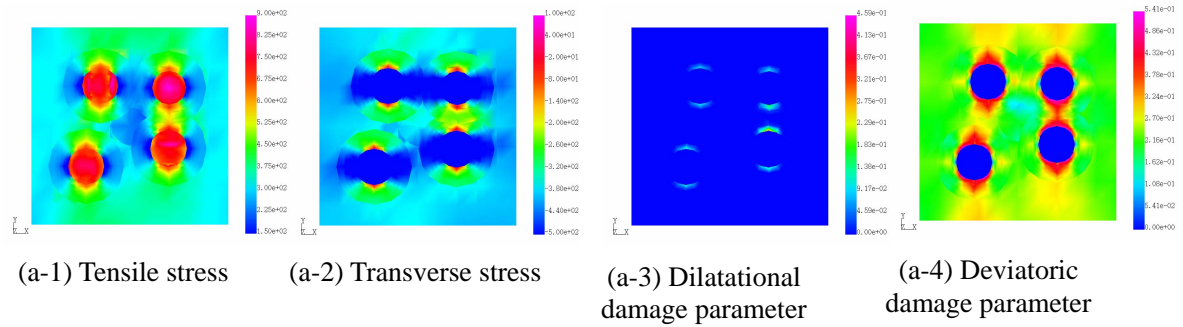 9.00e+02
8.25e+02
7.50e+02
6.75e+02
6.00e+02
5.25e+02
4.50e+02
3.75e+02
3.00e+02
2.25e+02
1.50e+02
Y
Z X
(a-1) Tensile stress
1.00e+02
4.00e+01
-2.00e+01
-8.00e+01
-1.40e+02
-2.00e+02
-2.60e+02
-3.20e+02
-3.80e+02
-4.40e+02
-5.00e+02
Y
Z X
(a-2) Transverse stress
4.59e-01
4.13e-01
3.67e-01
3.21e-01
2.75e-01
2.29e-01
1.84e-01
1.38e-01
9.17e-02
4.59e-02
0.00e+00
Y
Z X
(a-3) Dilatational
damage parameter
5.41e-01
4.86e-01
4.32e-01
3.78e-01
3.24e-01
2.70e-01
2.16e-01
1.62e-01
1.08e-01
5.41e-02
0.00e+00
Y
Z X
(a-4) Deviatoric
damage parameter